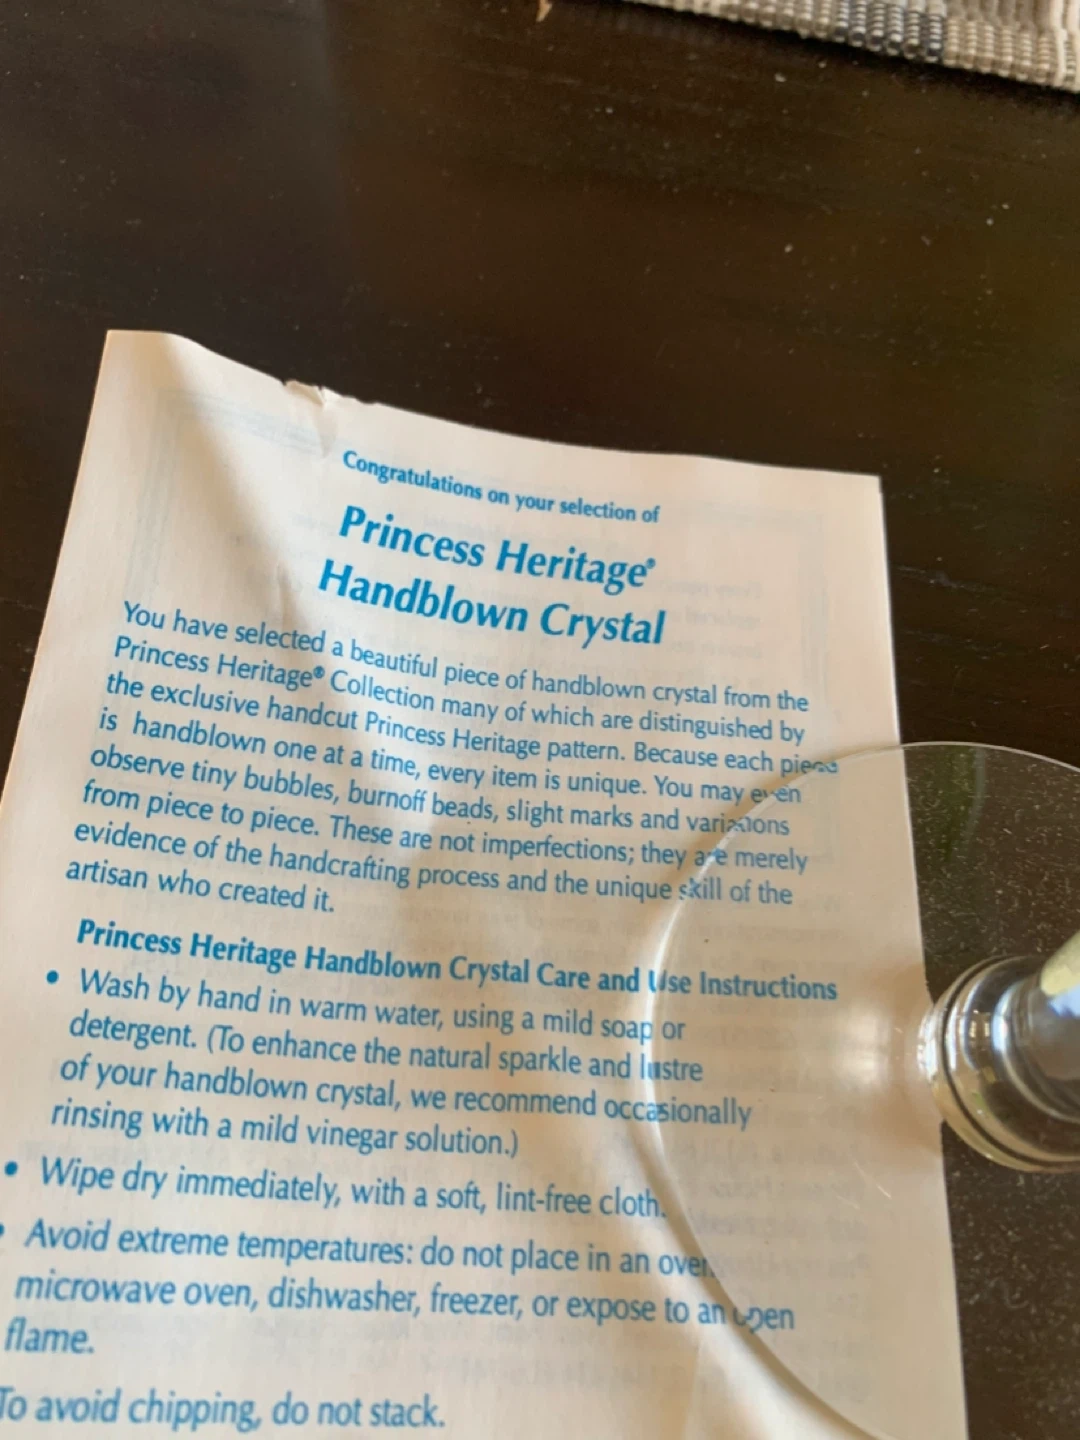 Congratulations on your selection of
Princess Heritage®
Handblown Crystal
You have selected a beautiful piece of handblown crystal from the
Princess Heritage® Collection many of which are distinguished by
the exclusive handcut Princess Heritage pattern. Because each piece
is handblown one at a time, every item is unique. You may even
observe tiny bubbles, burnoff beads, slight marks and variations
from piece to piece. These are not imperfections; they are merely
evidence of the handcrafting process and the unique skill of the
artisan who created it.
Princess Heritage Handblown Crystal Care and Use Instructions
• Wash by hand in warm water, using a mild soap or
detergent. (To enhance the natural sparkle and lustre
of your handblown crystal, we recommend occasionally
rinsing with a mild vinegar solution.)
• Wipe dry immediately, with a soft, lint-free cloth.
• Avoid extreme temperatures: do not place in an oven,
microwave oven, dishwasher, freezer, or expose to an open
flame.
To avoid chipping, do not stack.